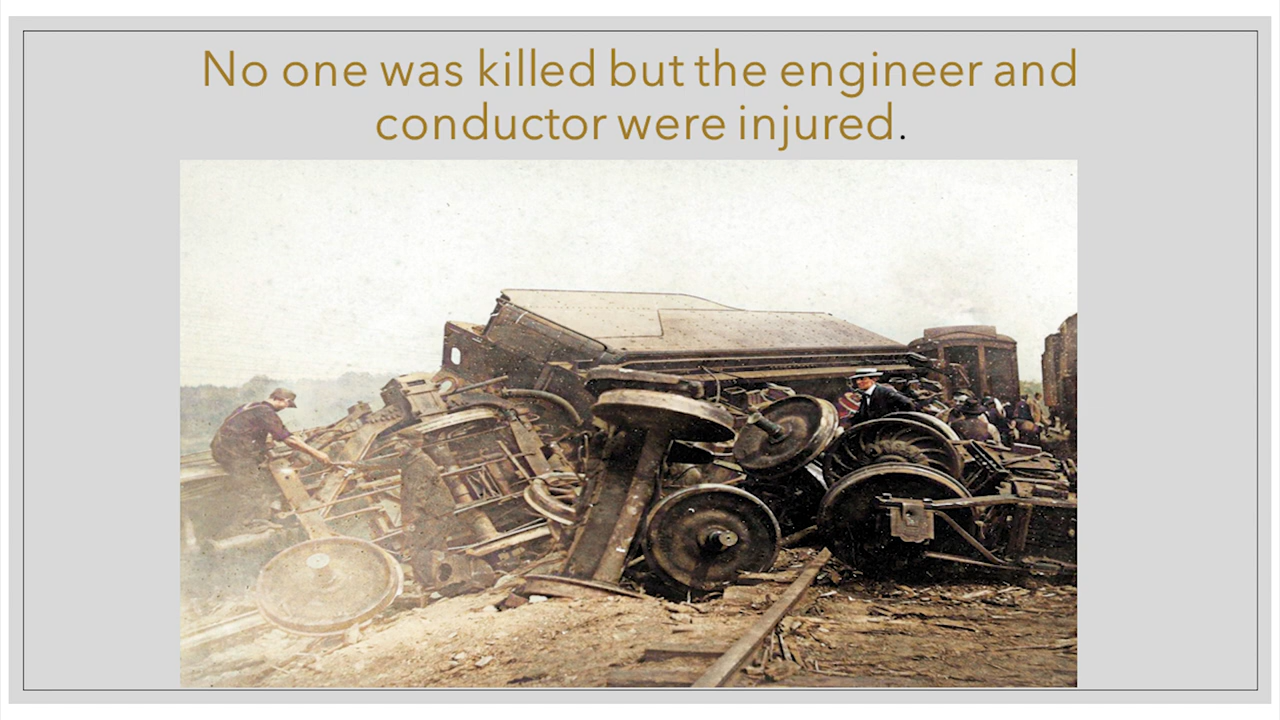 No one was killed but the engineer and
conductor were injured.